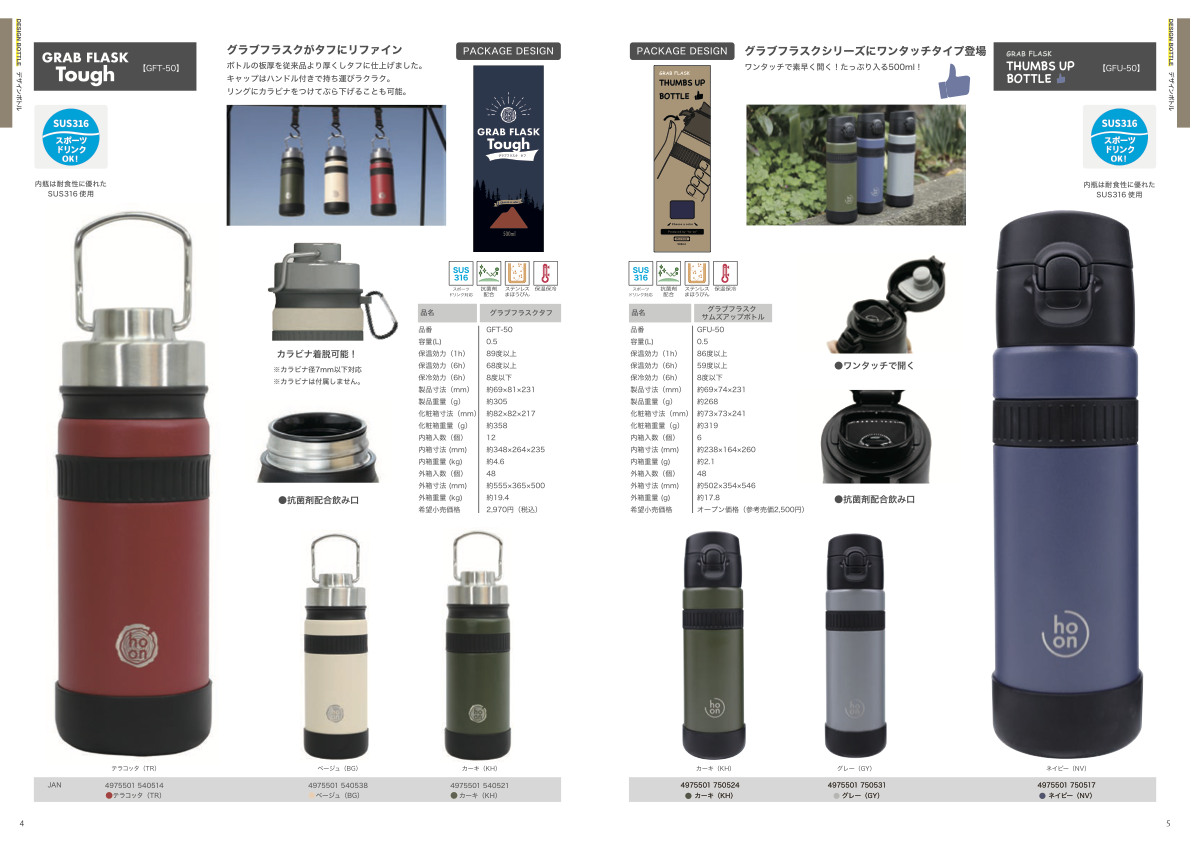 DESIGN BOTTLE デザインボトル
GRAB FLASK
Tough
【GFT-50】
SUS316
スポーツ
ドリンク
OK!
内瓶は耐食性に優れた
SUS316 使用
グラブフラスクがタフにリファイン
ボトルの板厚を従来品より厚くしタフに仕上げました。
キャップはハンドル付きで持ち運びラクラク。
リングにカラビナをつけてぶら下げることも可能。
PACKAGE DESIGN
GRAB FLASK
Tough
500ml
カラビナ着脱可能！
※カラビナ径7mm以下対応
※カラビナは付属しません。
●抗菌剤配合飲み口
SUS
316
スポーツ
ドリンク対応
抗菌剤
配合
ステンレス
まほうびん
保温保冷
品名 グラブフラスクタフ
品番 GFT-50
容量(L) 0.5
保温効力（1h） 89度以上
保温効力（6h） 68度以上
保冷効力（6h） 8度以下
製品寸法（mm） 約69×81×231
製品重量（g） 約305
化粧箱寸法（mm） 約82×82×217
化粧箱重量（g） 約358
内箱入数（個） 12
内箱寸法 (mm) 約348×264×235
内箱重量 (kg) 約4.6
外箱入数（個） 48
外箱寸法 (mm) 約555×365×500
外箱重量 (kg) 約19.4
希望小売価格 2,970円（税込）
ho
on
テラコッタ（TR）
ベージュ（BG）
カーキ（KH）
JAN
4975501 540514
●テラコッタ（TR）
4975501 540538
●ベージュ（BG）
4975501 540521
●カーキ（KH）
4
PACKAGE DESIGN
GRAB FLASK
THUMBS UP
BOTTLE
グラブフラスクシリーズにワンタッチタイプ登場
ワンタッチで素早く開く！たっぷり入る500ml！
GRAB FLASK
THUMBS UP
BOTTLE
【GFU-50】
DESIGN BOTTLE デザインボトル
SUS316
スポーツ
ドリンク
OK!
内瓶は耐食性に優れた
SUS316 使用
SUS
316
スポーツ
ドリンク対応
抗菌剤
配合
ステンレス
まほうびん
保温保冷
品名 グラブフラスク
サムズアップボトル
品番 GFU-50
容量(L) 0.5
保温効力（1h） 86度以上
保温効力（6h） 59度以上
保冷効力（6h） 8度以下
製品寸法（mm） 約69×74×231
製品重量（g） 約268
化粧箱寸法（mm） 約73×73×241
化粧箱重量（g） 約319
内箱入数（個） 6
内箱寸法 (mm) 約238×164×260
内箱重量 (g) 約2.1
外箱入数（個） 48
外箱寸法 (mm) 約502×354×546
外箱重量 (g) 約17.8
希望小売価格 オープン価格（参考売価2,500円）
●ワンタッチで開く
●抗菌剤配合飲み口
ho
on
ho
on
カーキ（KH）
グレー（GY）
ネイビー（NV）
4975501 750524
●カーキ（KH）
4975501 750531
●グレー（GY）
4975501 750517
●ネイビー（NV）
5